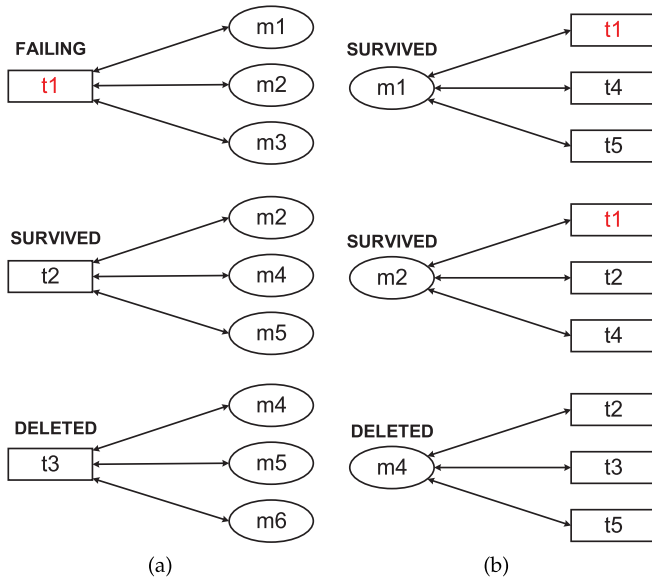 FAILING
t1
m1
m2
m3
SURVIVED
t2
m2
m4
m5
DELETED
t3
m4
m5
m6
(a)
SURVIVED
m1
t1
t4
t5
SURVIVED
m2
t1
t2
t4
DELETED
m4
t2
t3
t5
(b)